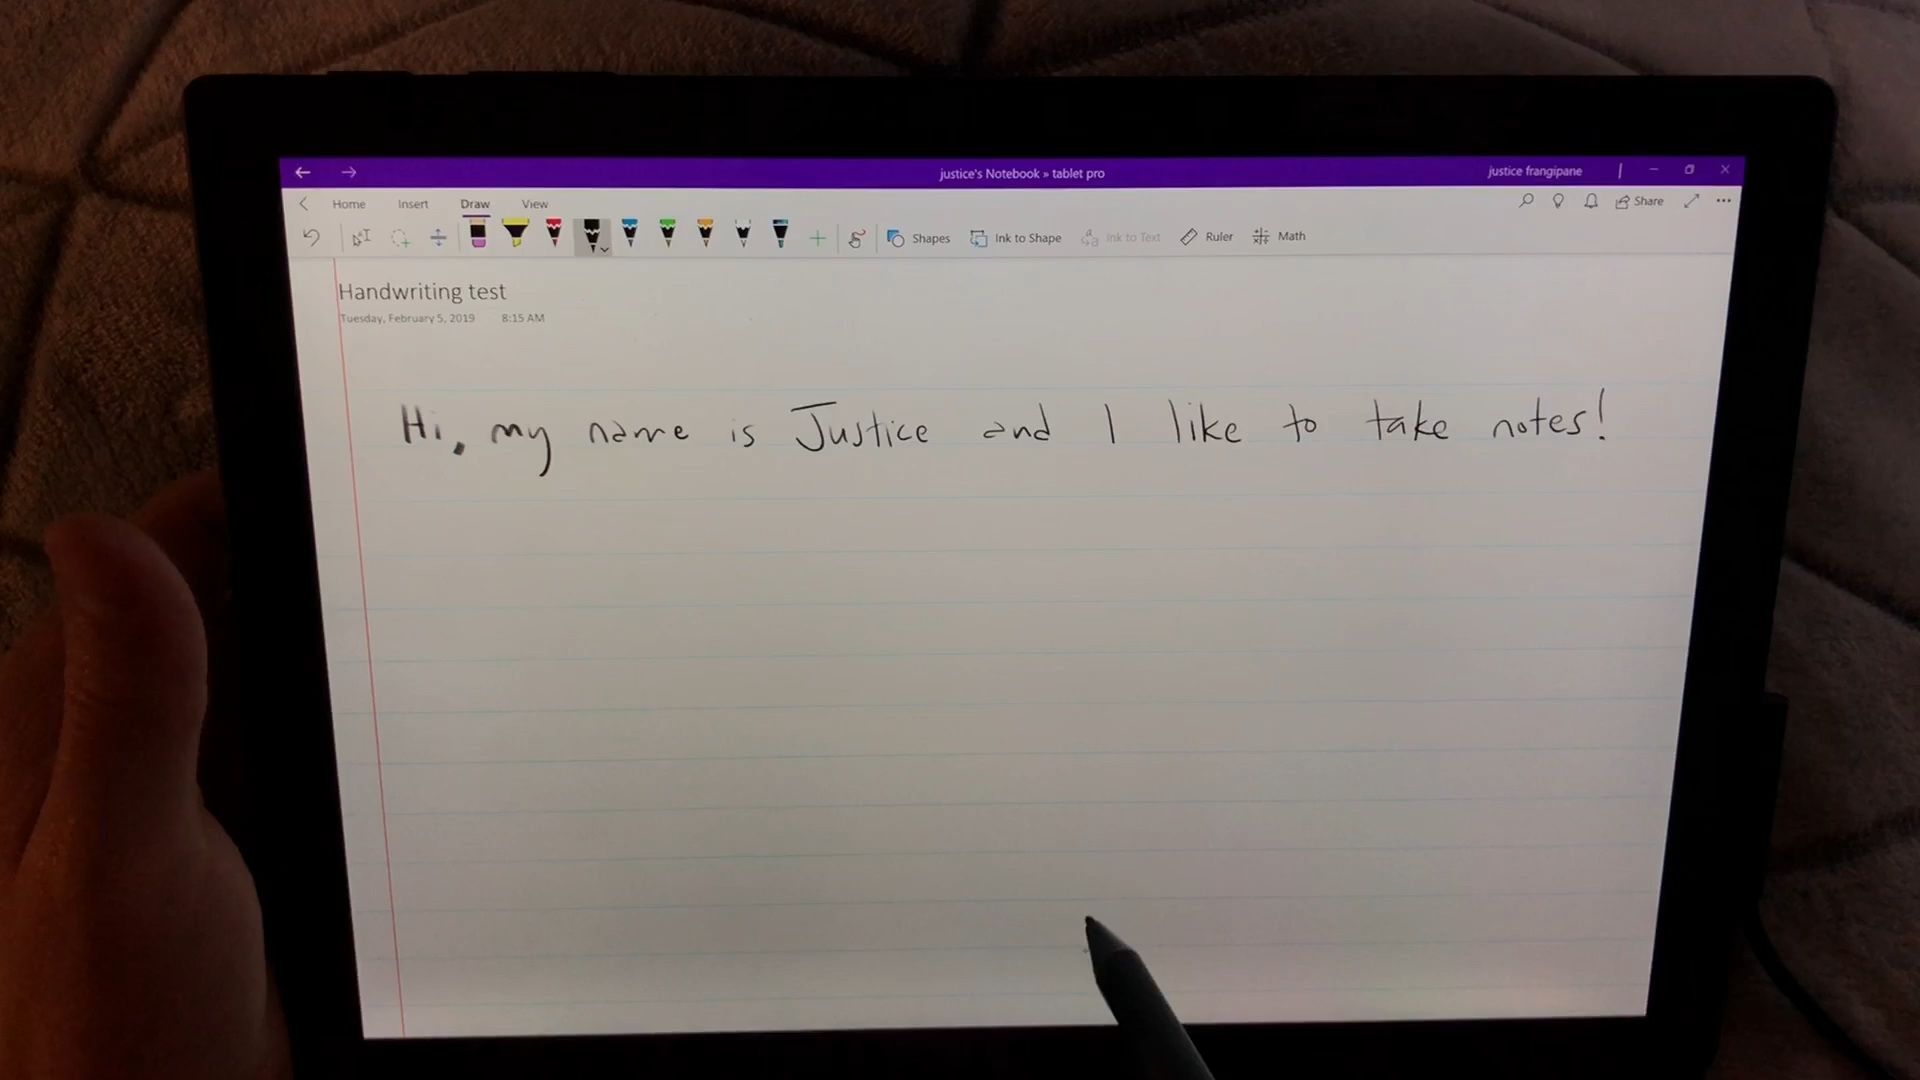 justice's Notebook » tablet pro
justice frangipane
Home Insert Draw View
Share
Shapes Ink to Shape Ink to Text Ruler Math
Handwriting test
Tuesday, February 5, 2019 8:15 AM
Hi, my name is Justice and I like to take notes!